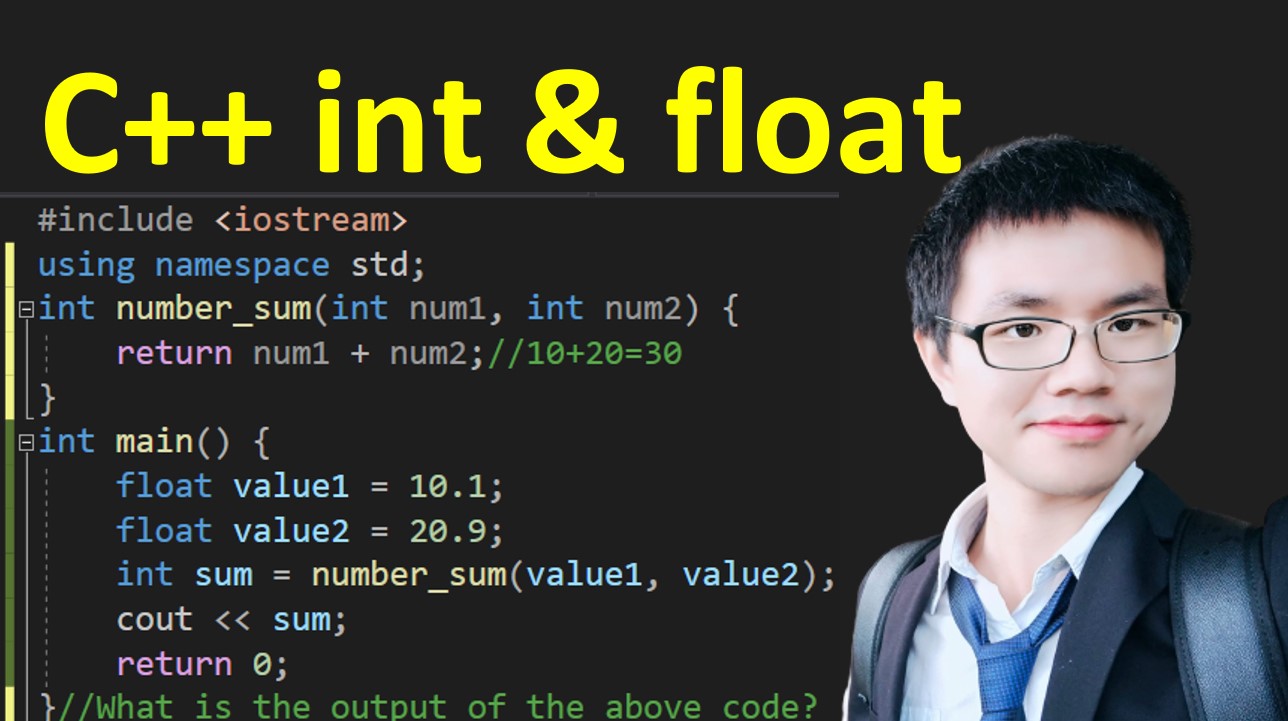 C++ int & float
#include <iostream>
using namespace std;
int number_sum(int num1, int num2) {
return num1 + num2;//10+20=30
}
int main() {
float value1 = 10.1;
float value2 = 20.9;
int sum = number_sum(value1, value2);
cout << sum;
return 0;
}//What is the output of the above code?